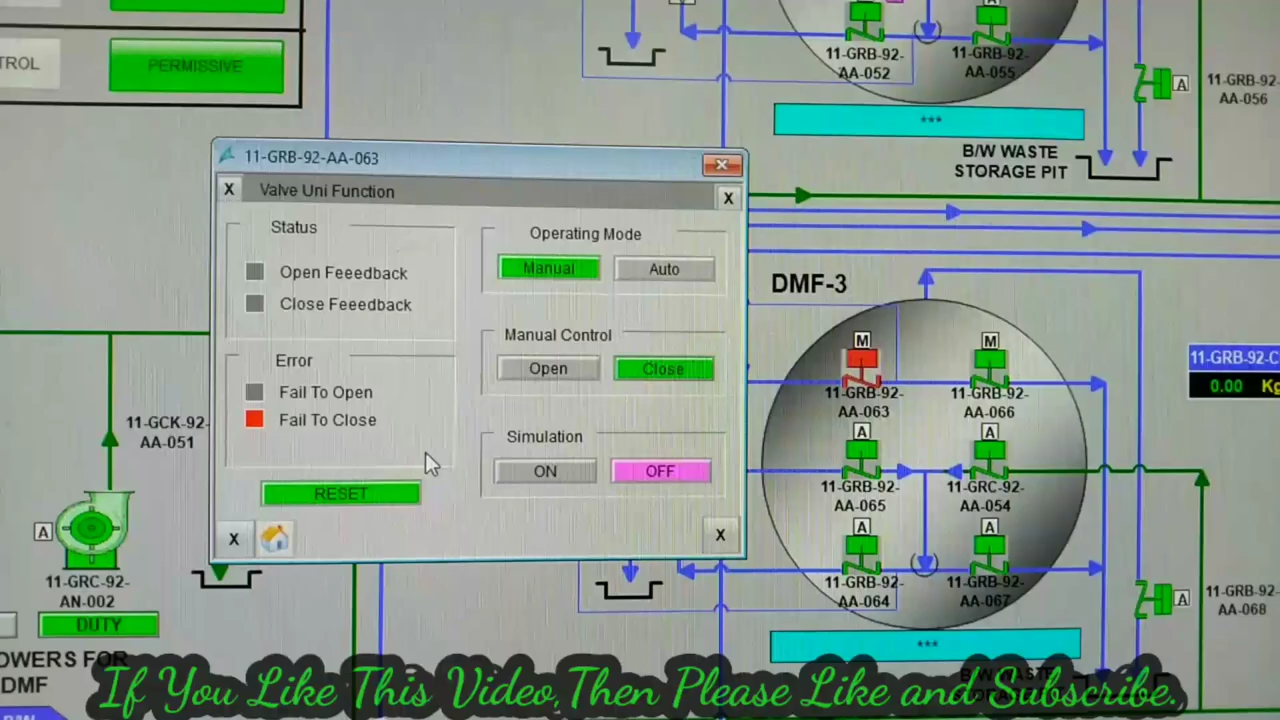 TROL
PERMISSIVE
A
11-GRB-92-
AA-052
11-GRB-92-
AA-055
A
11-GRB-92-
AA-056
***
B/W WASTE
STORAGE PIT
11-GRB-92-AA-063
X
Valve Uni Function
X
Status
Open Feeedback
Close Feeedback
Error
Fail To Open
Fail To Close
RESET
X
Operating Mode
Manual
Auto
Manual Control
Open
Close
Simulation
ON
OFF
X
DMF-3
M
11-GRB-92-
AA-063
M
11-GRB-92-
AA-066
A
11-GRB-92-
AA-065
A
11-GRC-92-
AA-054
A
11-GRB-92-
AA-064
A
11-GRB-92-
AA-067
11-GRB-92-C
0.00 Kg
A
11-GRB-92-
AA-068
***
B/W WASTE
11-GCK-92-
AA-051
A
11-GRC-92-
AN-002
DUTY
OWERS FOR
DMF
B/W
If You Like This Video,Then Please Like and Subscribe.